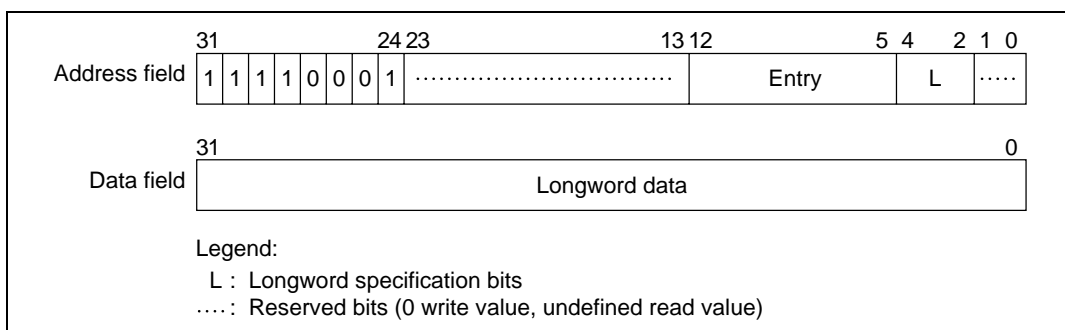 31 24 23 13 12 5 4 2 1 0
Address field 1 1 1 1 0 0 0 1 ................................ Entry L .....
31 0
Data field Longword data
Legend:
L : Longword specification bits
.... : Reserved bits (0 write value, undefined read value)